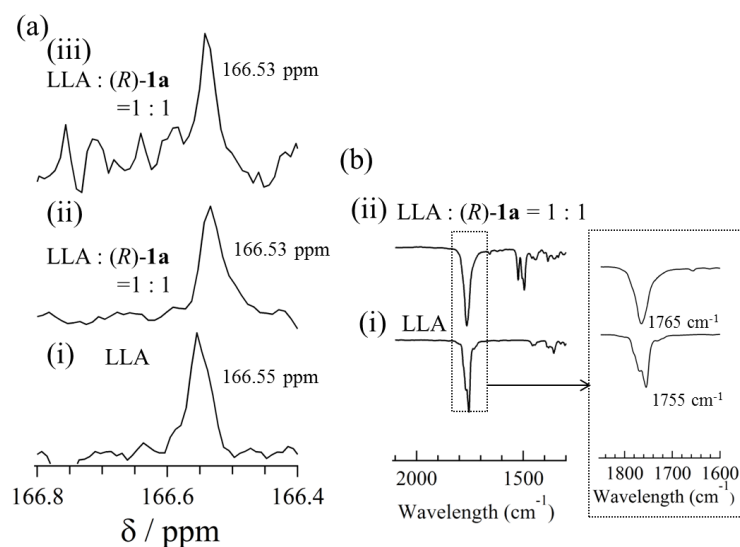 (a)
(iii)
LLA : (R)-1a
=1 : 1
166.53 ppm
(ii)
LLA : (R)-1a
=1 : 1
166.53 ppm
(i)
LLA
166.55 ppm
166.8
166.6
166.4
δ / ppm
(b)
(ii) LLA : (R)-1a = 1 : 1
(i) LLA
2000
1500
Wavelength (cm-1)
1765 cm-1
1755 cm-1
1800
1700
1600
Wavelength (cm-1)